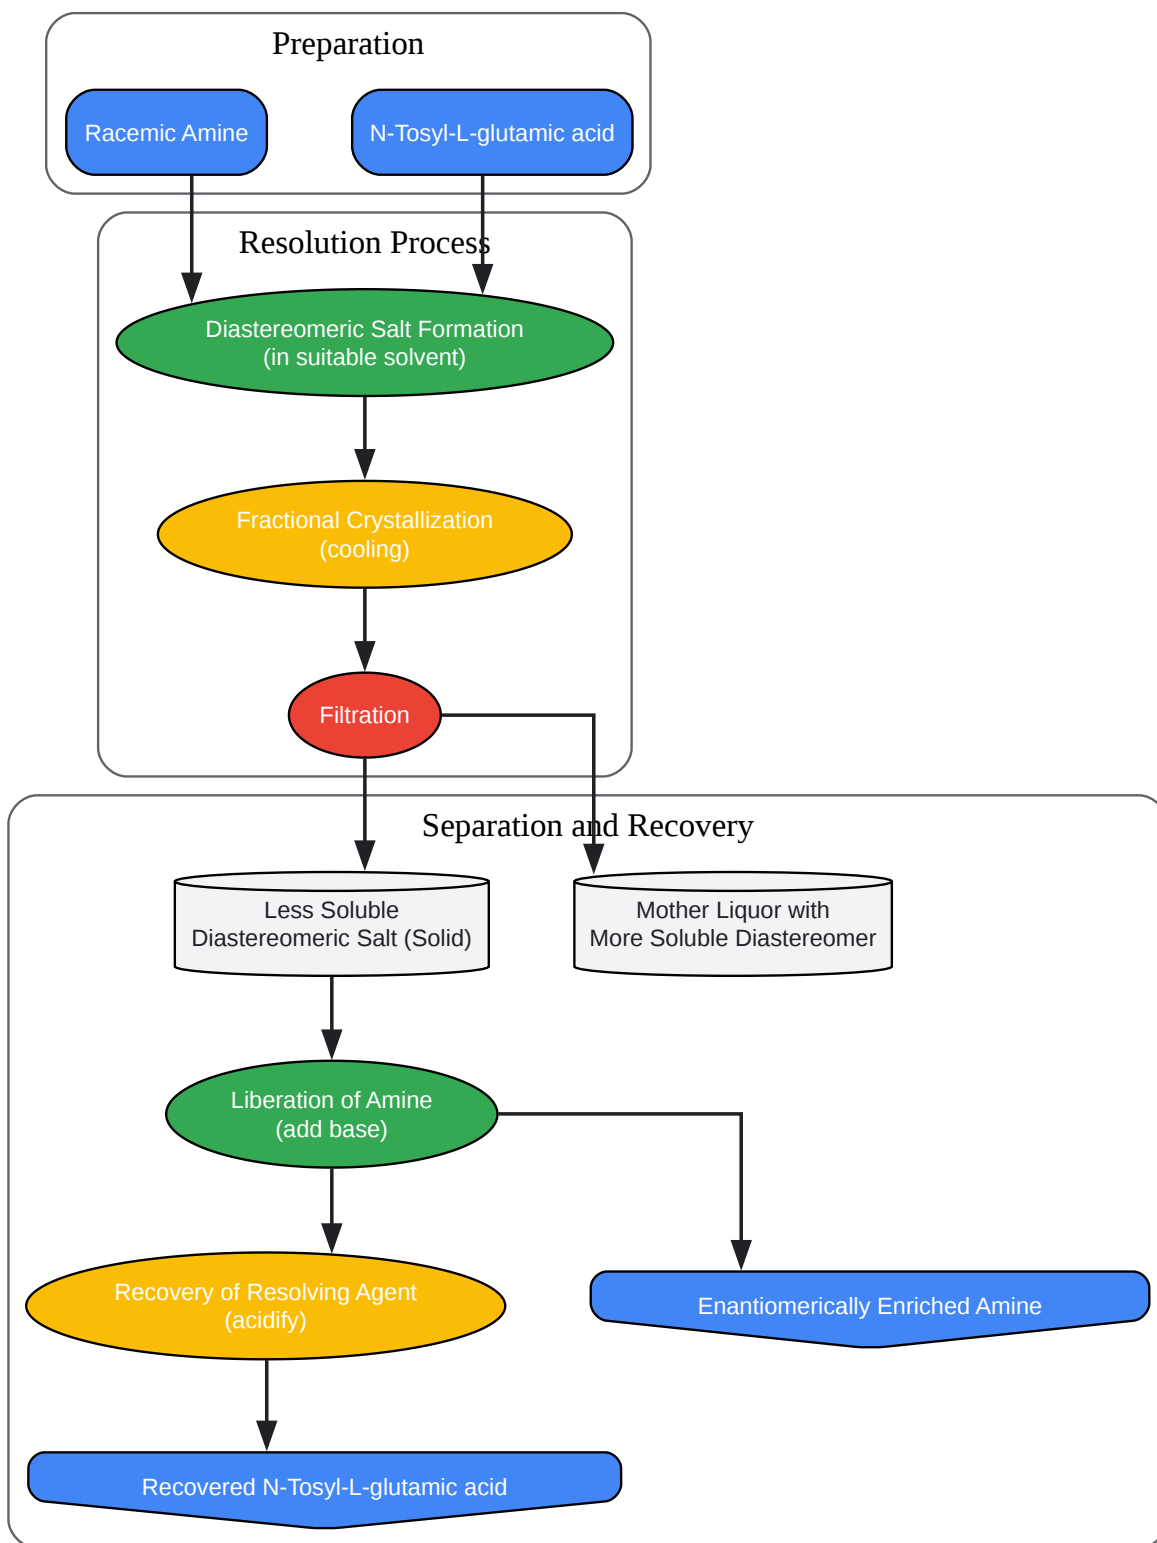 Preparation
Racemic Amine
N-Tosyl-L-glutamic acid
Resolution Process
Diastereomeric Salt Formation
(in suitable solvent)
Fractional Crystallization
(cooling)
Filtration
Separation and Recovery
Less Soluble
Diastereomeric Salt (Solid)
Mother Liquor with
More Soluble Diastereomer
Liberation of Amine
(add base)
Recovery of Resolving Agent
(acidify)
Enantiomerically Enriched Amine
Recovered N-Tosyl-L-glutamic acid